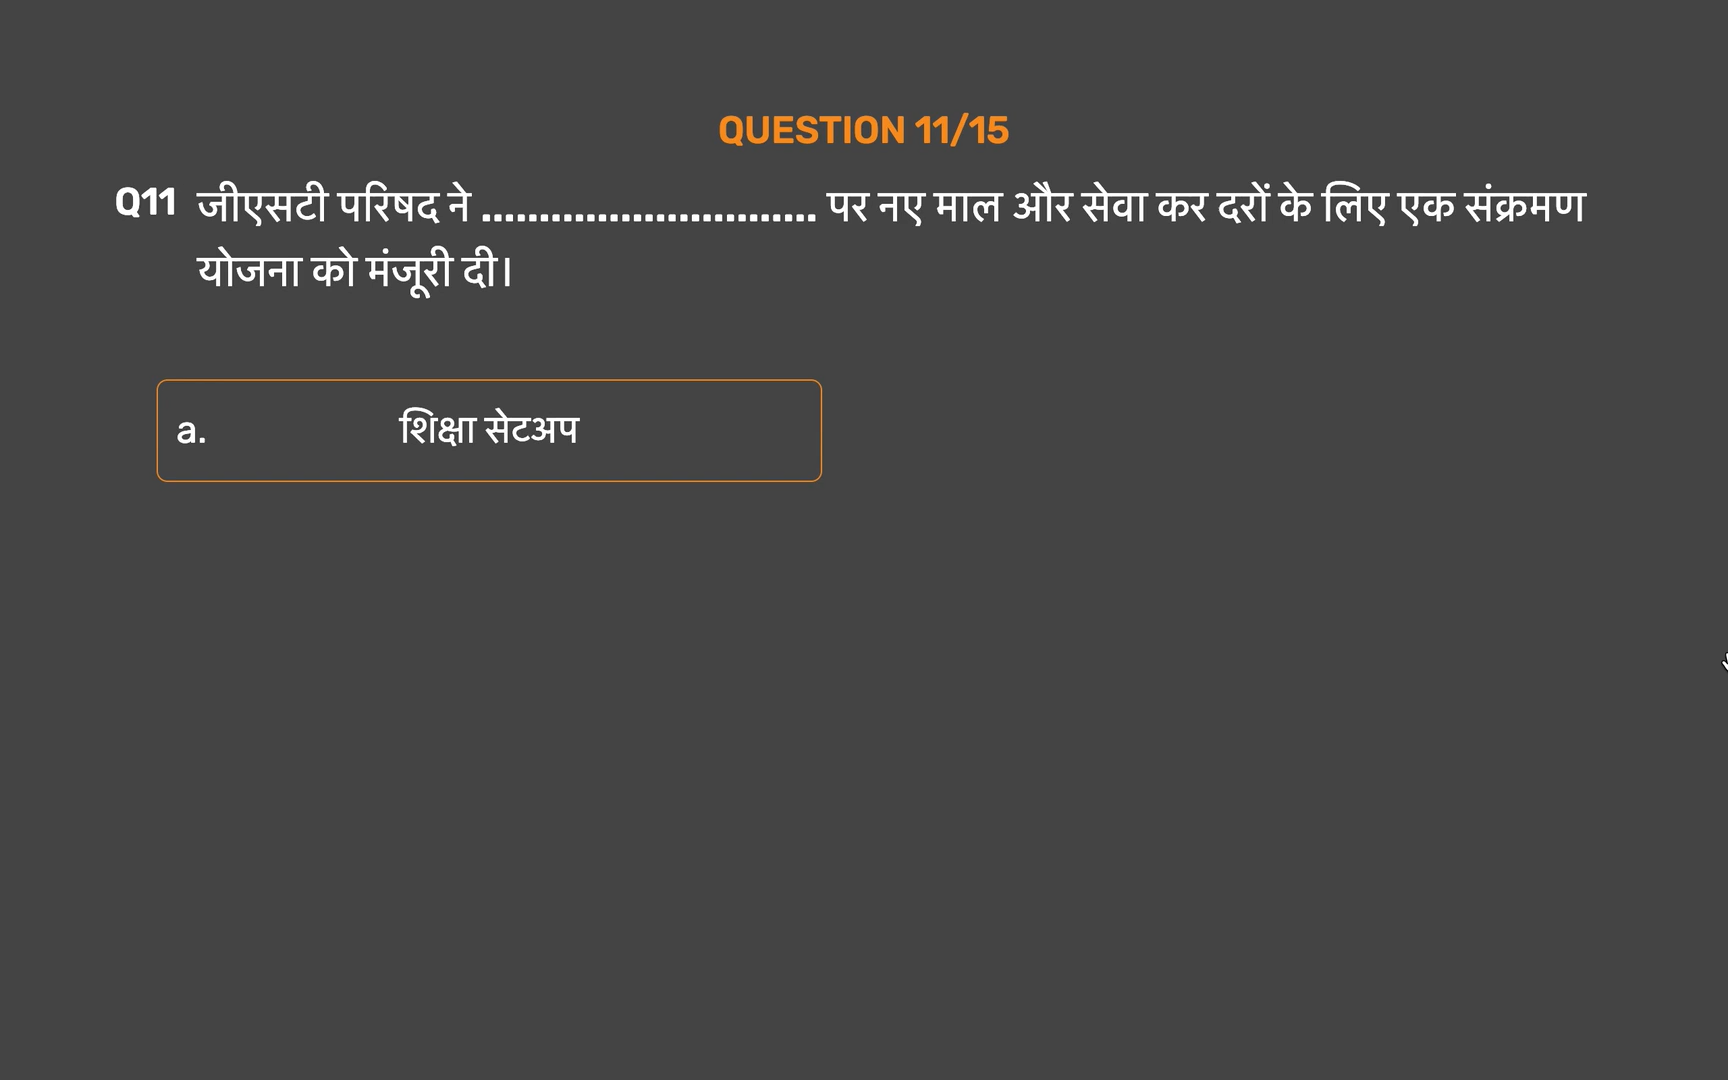 QUESTION 11/15
Q11 जीएसटी परिषद ने ............................. पर नए माल और सेवा कर दरों के लिए एक संक्रमण
योजना को मंजूरी दी।
a. शिक्षा सेटअप